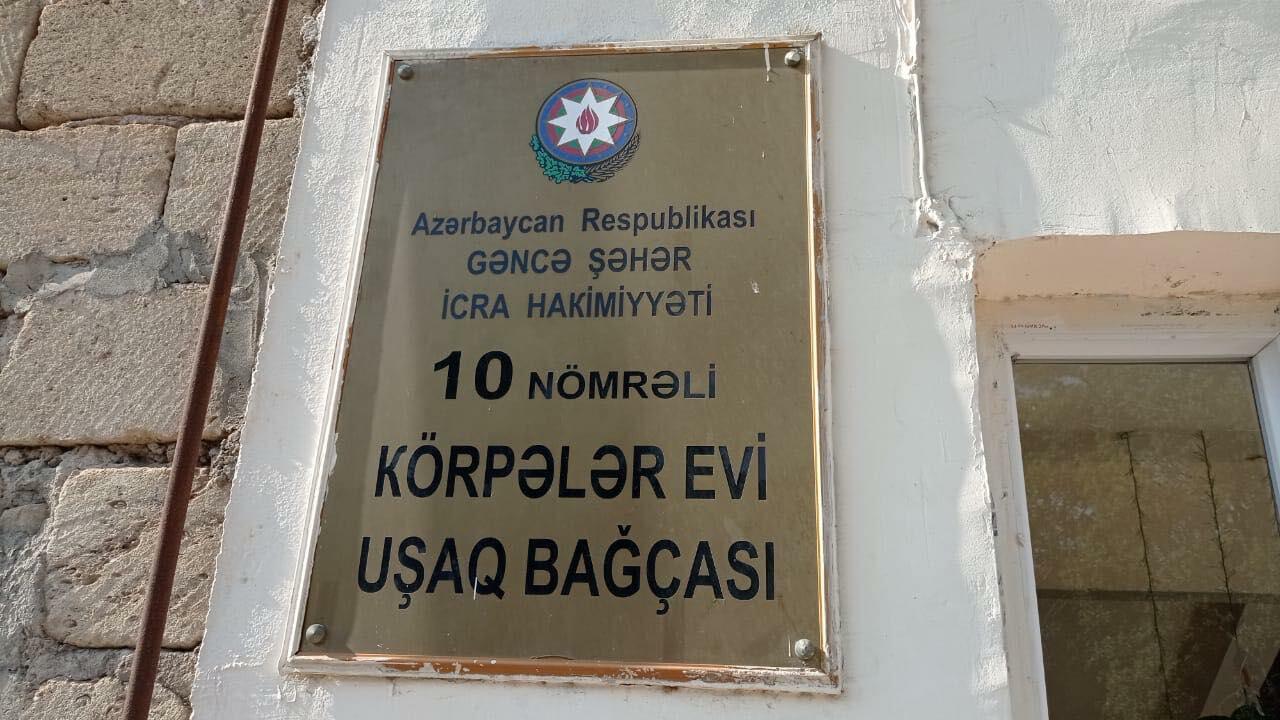 Azərbaycan Respublikası
GƏNCƏ ŞƏHƏR
İCRA HAKİMİYYƏTİ
10 NÖMRƏLİ
KÖRPƏLƏR EVİ
UŞAQ BAĞÇASI